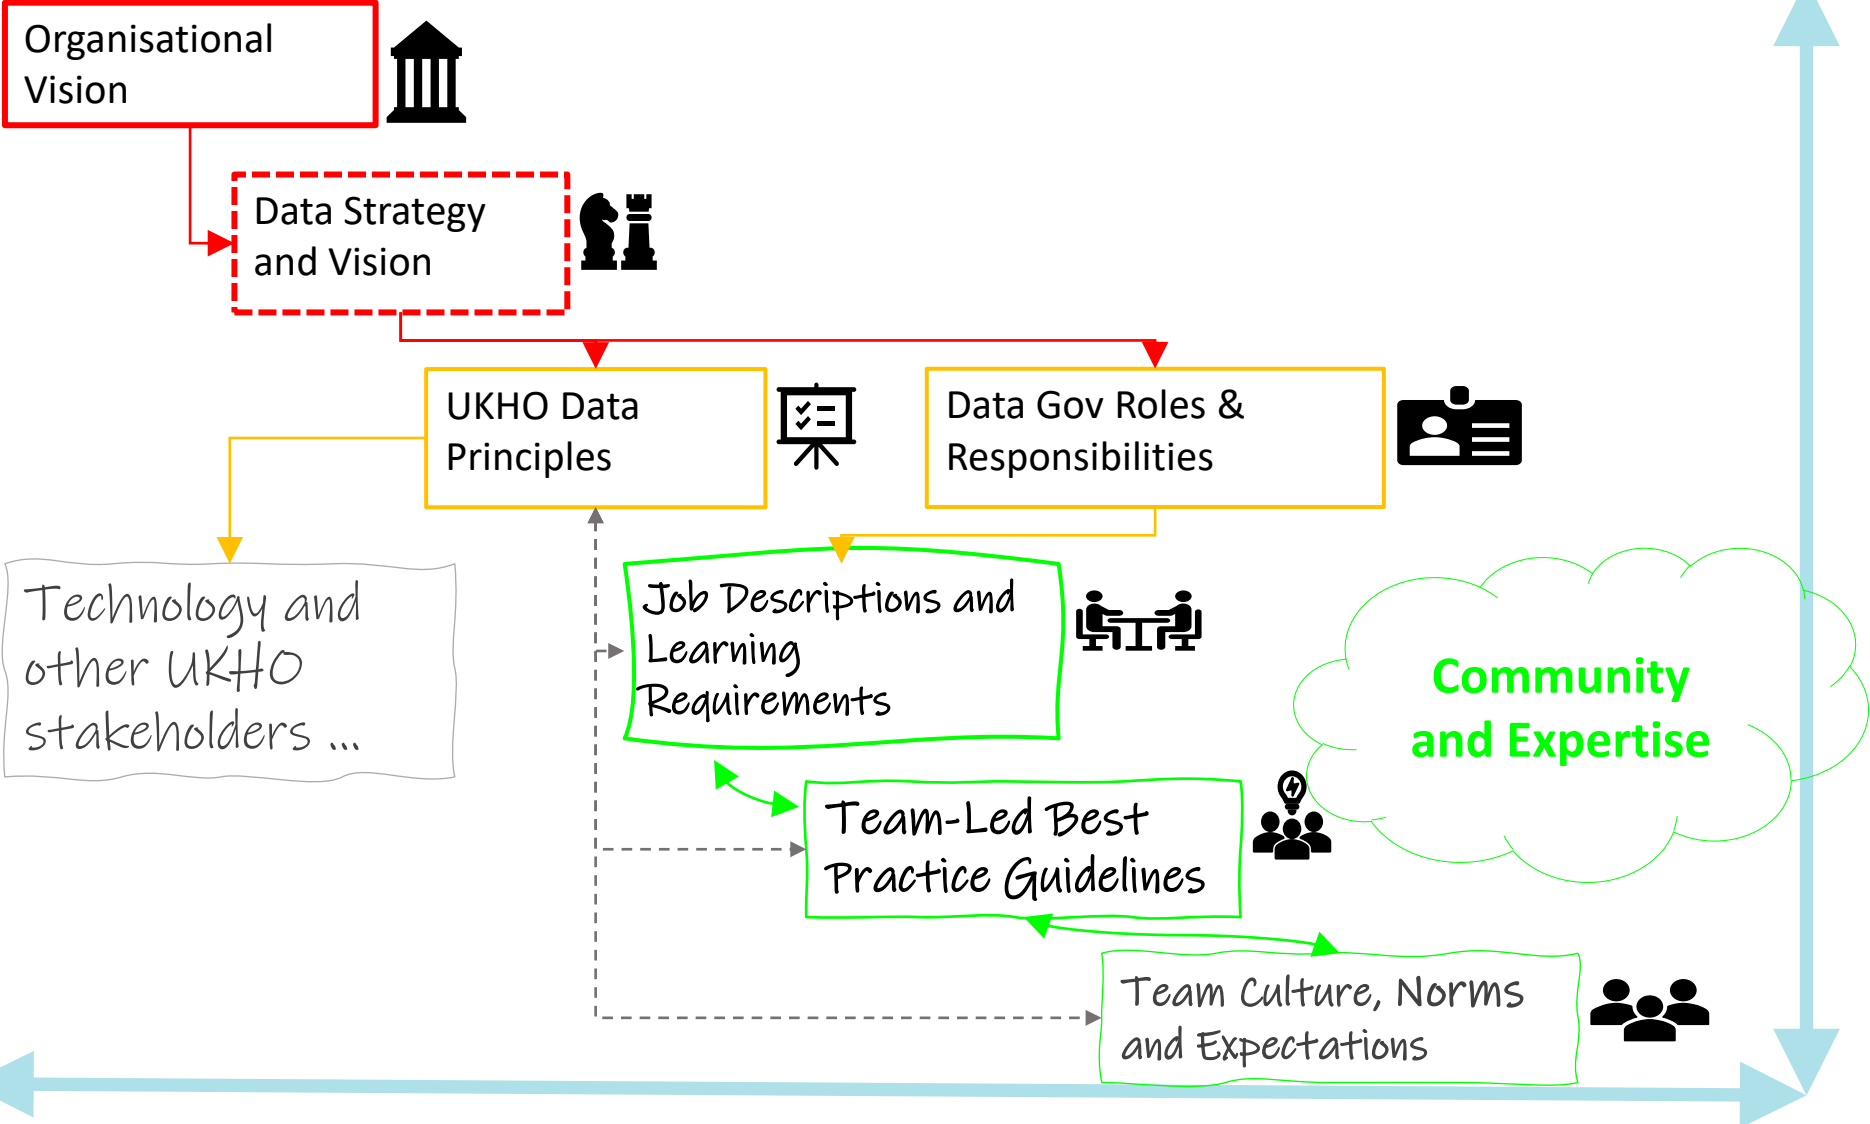 Organisational
Vision
Data Strategy
and Vision
UKHO Data
Principles
Data Gov Roles &
Responsibilities
Technology and
other UKHO
stakeholders ...
Job Descriptions and
Learning
Requirements
Community
and Expertise
Team-Led Best
Practice Guidelines
Team Culture, Norms
and Expectations